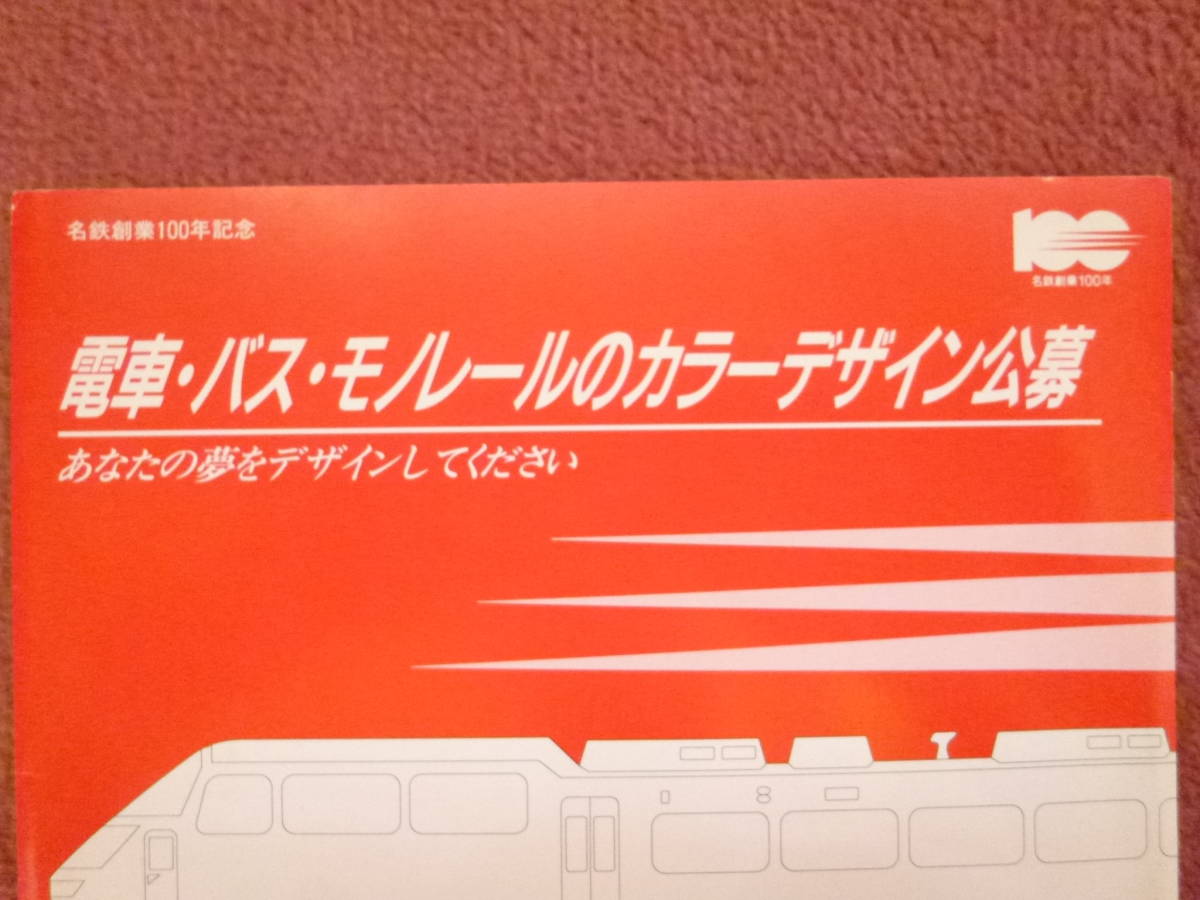 名鉄創業100年記念
100
名鉄創業100年
電車・バス・モノレールのカラーデザイン公募
あなたの夢をデザインしてください